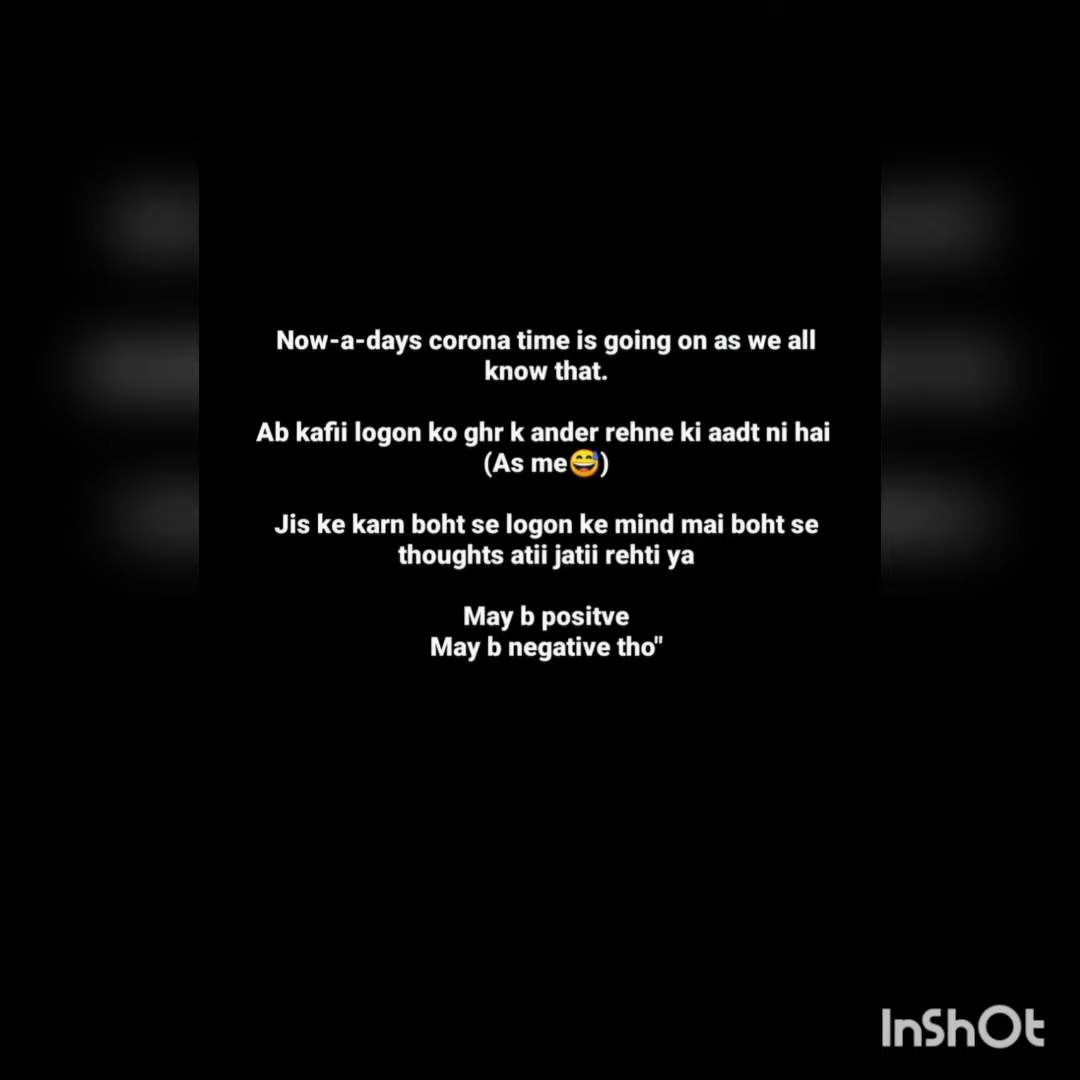 Now-a-days corona time is going on as we all
know that.
Ab kafii logon ko ghr k ander rehne ki aadt ni hai
(As me😅)
Jis ke karn boht se logon ke mind mai boht se
thoughts atii jatii rehti ya
May b positve
May b negative tho"
InShOt